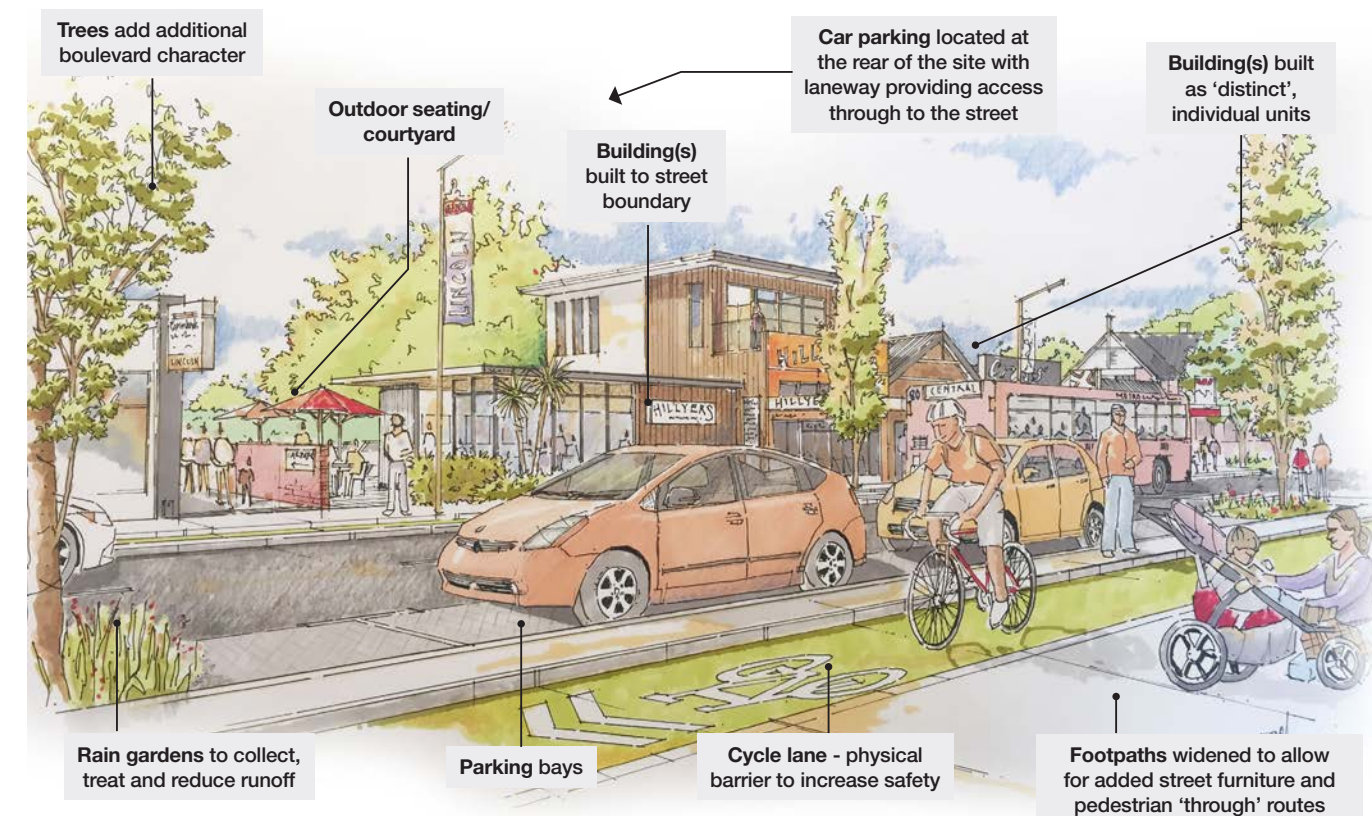 Trees add additional
boulevard character
Outdoor seating/
courtyard
Building(s)
built to street
boundary
Car parking located at
the rear of the site with
laneway providing access
through to the street
Building(s) built
as ‘distinct’,
individual units
LINCOLN
LINCOLN
HILLYERS
HILLYE
CENTRAL
Rain gardens to collect,
treat and reduce runoff
Parking bays
Cycle lane - physical
barrier to increase safety
Footpaths widened to allow
for added street furniture and
pedestrian ‘through’ routes